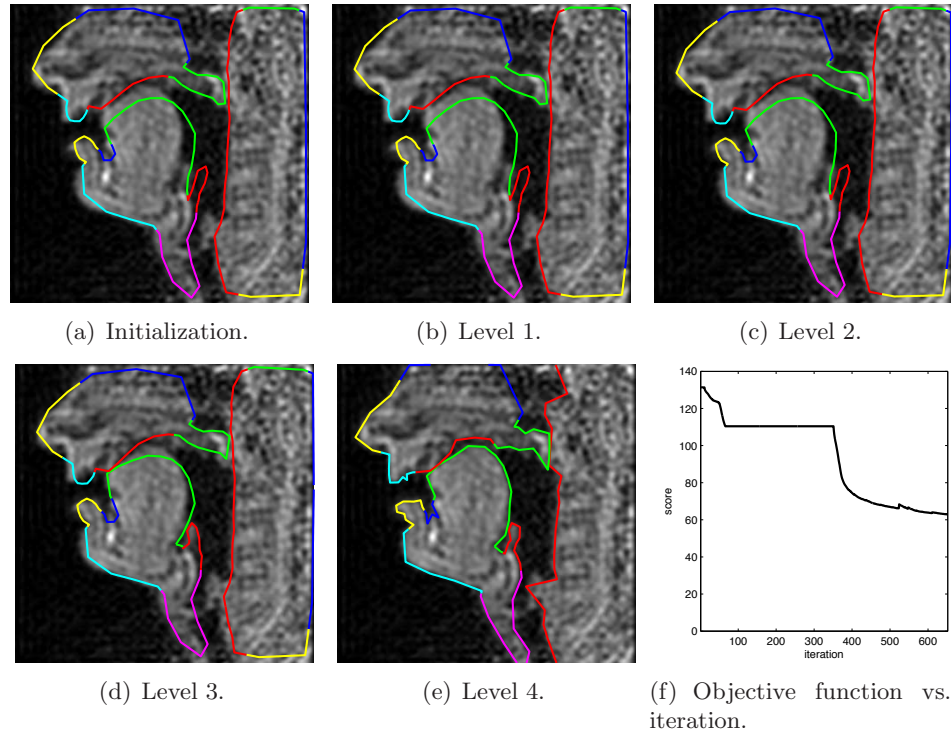 (a) Initialization.
(b) Level 1.
(c) Level 2.
140
120
100
80
60
40
20
0
score
100 200 300 400 500 600
iteration
(d) Level 3.
(e) Level 4.
(f) Objective function vs.
iteration.